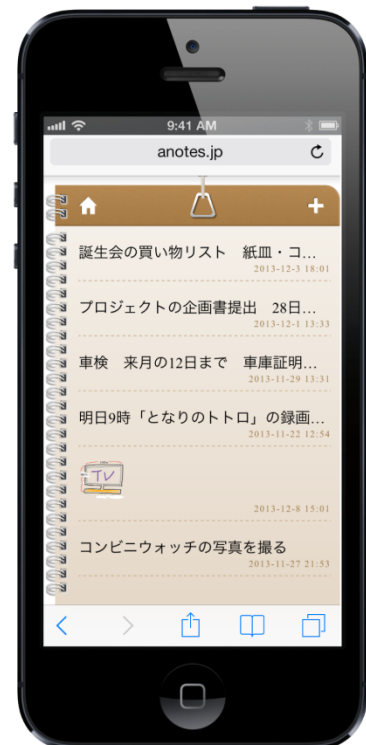 9:41 AM
anotes.jp
誕生会の買い物リスト　紙皿・コ...
2013-12-3 18:01
プロジェクトの企画書提出　28日...
2013-12-1 13:33
車検　来月の12日まで　車庫証明...
2013-11-29 13:31
明日9時「となりのトトロ」の録画...
2013-11-22 12:54
TV
2013-12-8 15:01
コンビニウォッチの写真を撮る
2013-11-27 21:53